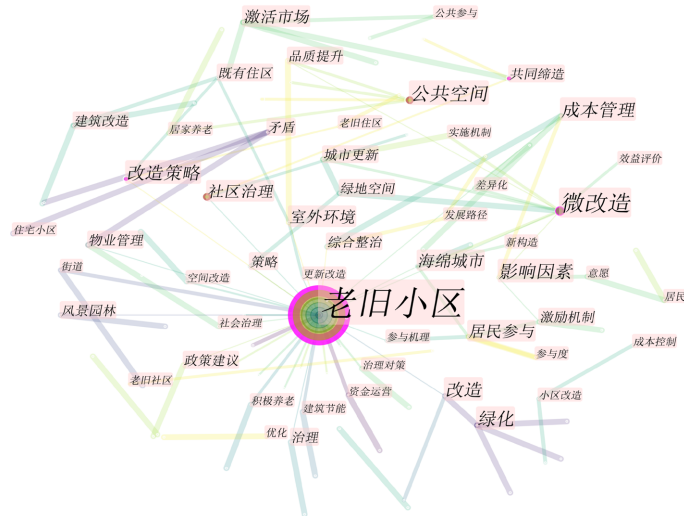 激活市场
公共参与
品质提升
既有住区
共同缔造
公共空间
成本管理
建筑改造
居家养老
矛盾
老旧住区
实施机制
城市更新
效益评价
改造策略
社区治理
绿地空间
差异化
微改造
室外环境
发展路径
住宅小区
物业管理
综合整治
新构造
街道
空间改造
策略
更新改造
海绵城市
影响因素
意愿
居民
老旧小区
风景园林
社会治理
激励机制
参与机理
居民参与
成本控制
政策建议
治理对策
参与度
老旧社区
资金运营
改造
小区改造
积极养老
建筑节能
绿化
优化
治理